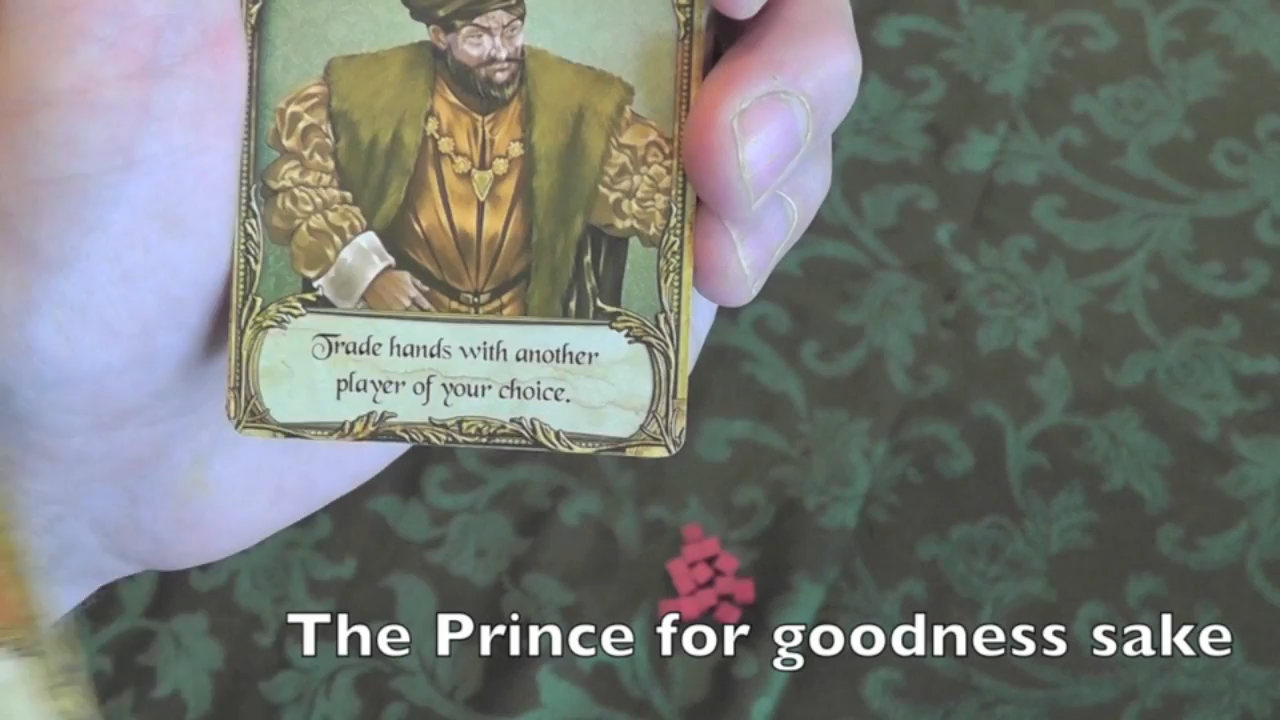 Trade hands with another
player of your choice.
The Prince for goodness sake